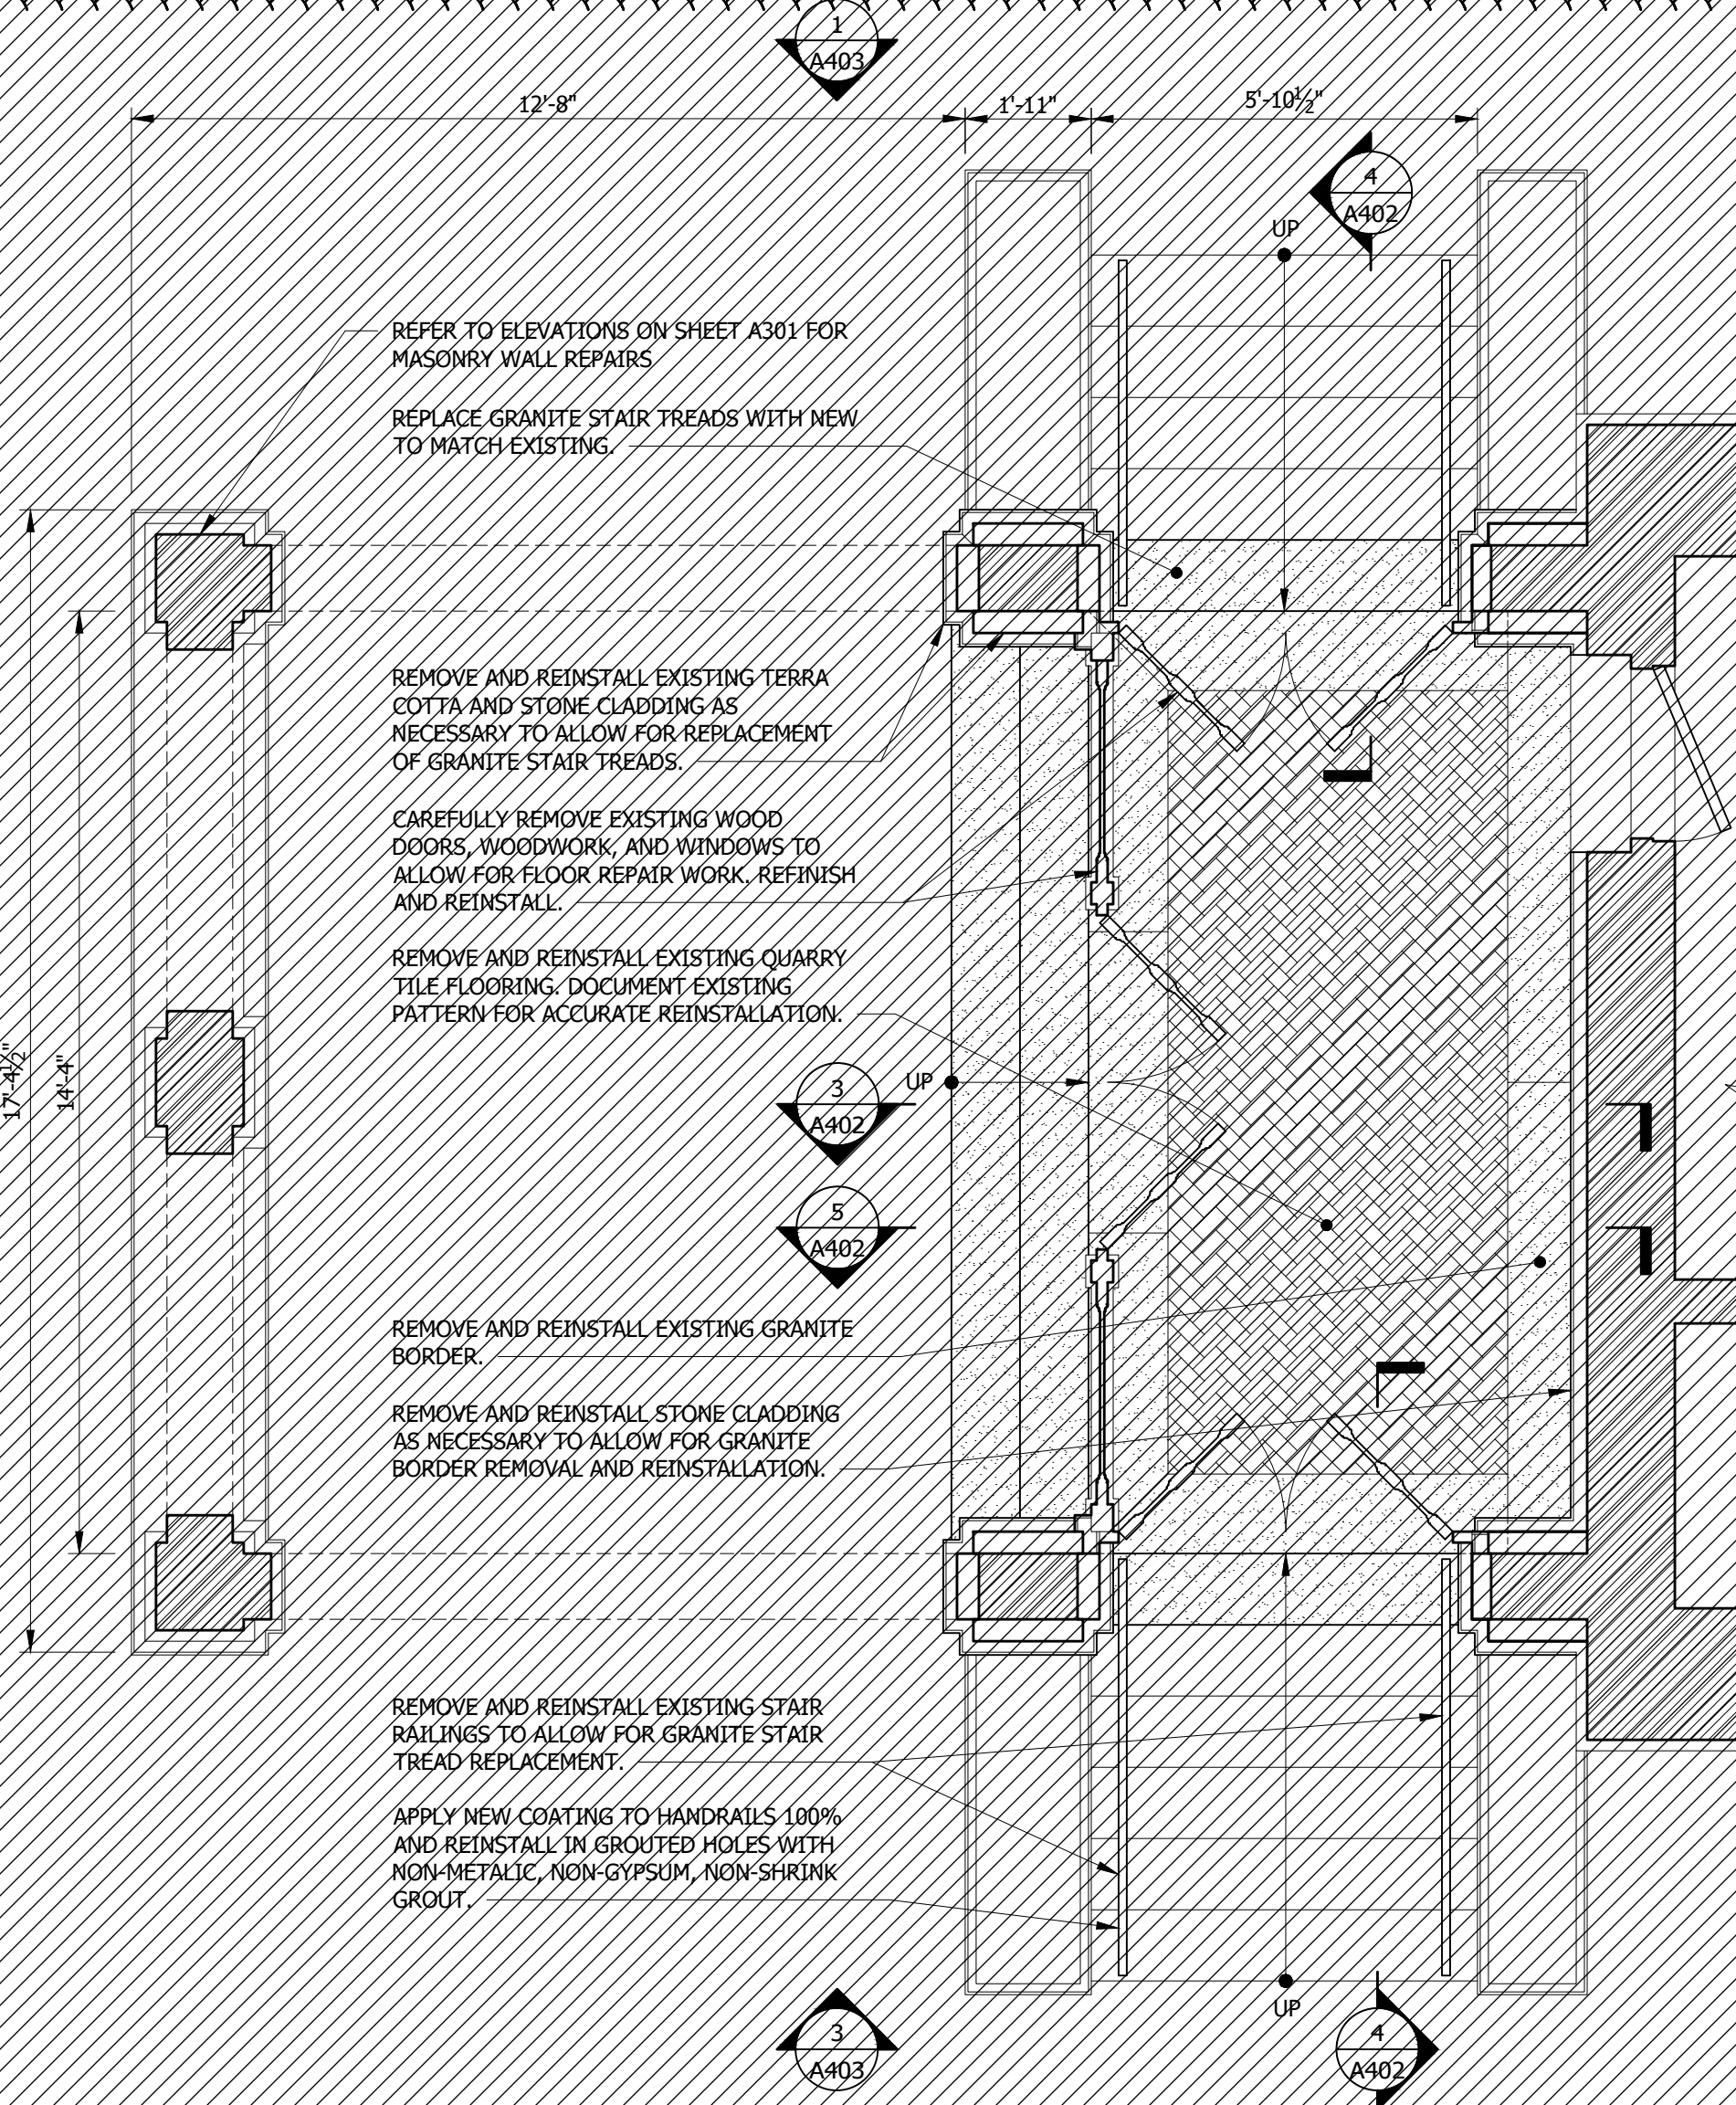 1
A403
12'-8"
1'-11"
5'-10½"
4
A402
UP
REFER TO ELEVATIONS ON SHEET A301 FOR
MASONRY WALL REPAIRS
REPLACE GRANITE STAIR TREADS WITH NEW
TO MATCH EXISTING.
REMOVE AND REINSTALL EXISTING TERRA
COTTA AND STONE CLADDING AS
NECESSARY TO ALLOW FOR REPLACEMENT
OF GRANITE STAIR TREADS.
CAREFULLY REMOVE EXISTING WOOD
DOORS, WOODWORK, AND WINDOWS TO
ALLOW FOR FLOOR REPAIR WORK. REFINISH
AND REINSTALL.
REMOVE AND REINSTALL EXISTING QUARRY
TILE FLOORING. DOCUMENT EXISTING
PATTERN FOR ACCURATE REINSTALLATION.
17'-4½"
14'-4"
3
A402
UP
5
A402
REMOVE AND REINSTALL EXISTING GRANITE
BORDER.
REMOVE AND REINSTALL STONE CLADDING
AS NECESSARY TO ALLOW FOR GRANITE
BORDER REMOVAL AND REINSTALLATION.
REMOVE AND REINSTALL EXISTING STAIR
RAILINGS TO ALLOW FOR GRANITE STAIR
TREAD REPLACEMENT.
APPLY NEW COATING TO HANDRAILS 100%
AND REINSTALL IN GROUTED HOLES WITH
NON-METALIC, NON-GYPSUM, NON-SHRINK
GROUT.
UP
3
A403
4
A402